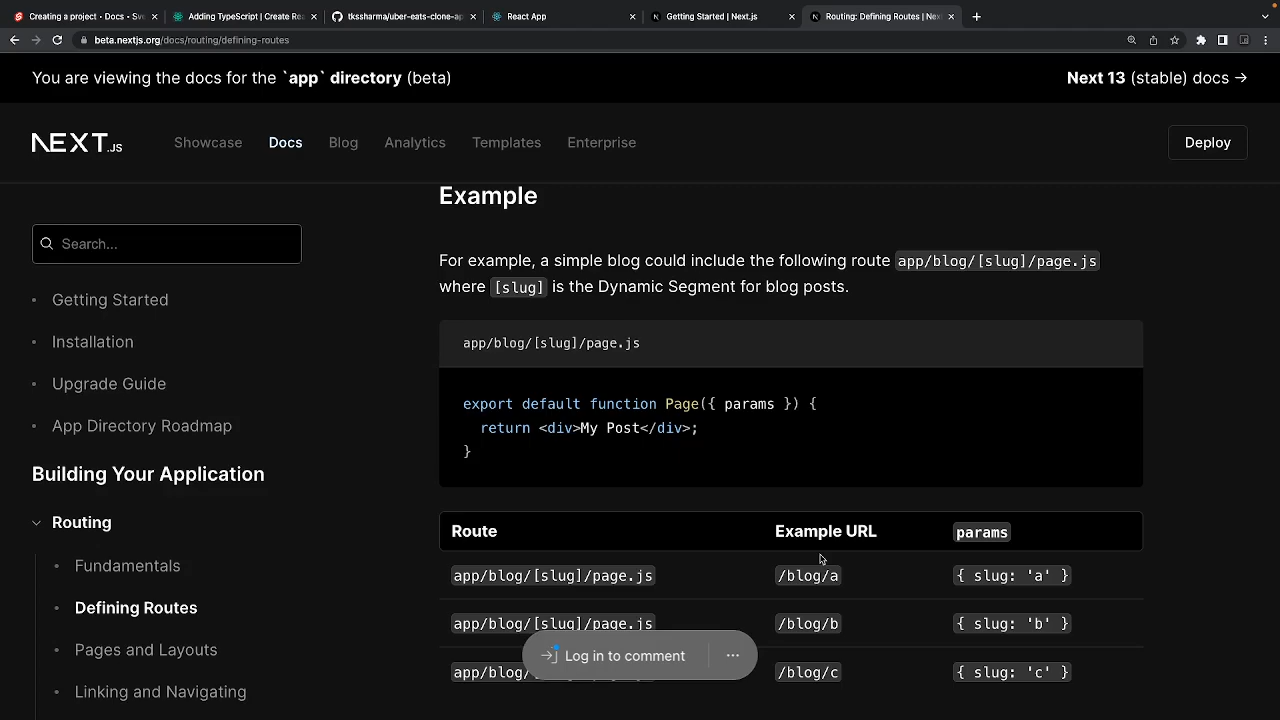 Creating a project • Docs • Sve
Adding TypeScript | Create Rea
tkssharma/uber-eats-clone-ap
React App
Getting Started | Next.js
Routing: Defining Routes | Nex
beta.nextjs.org/docs/routing/defining-routes
You are viewing the docs for the `app` directory (beta)
Next 13 (stable) docs →
NEXT.JS
Showcase
Docs
Blog
Analytics
Templates
Enterprise
Deploy
Search...
Getting Started
Installation
Upgrade Guide
App Directory Roadmap
Building Your Application
Routing
Fundamentals
Defining Routes
Pages and Layouts
Linking and Navigating
Example
For example, a simple blog could include the following route app/blog/[slug]/page.js
where [slug] is the Dynamic Segment for blog posts.
app/blog/[slug]/page.js
export default function Page({ params }) {
return <div>My Post</div>;
}
Route Example URL params
app/blog/[slug]/page.js /blog/a { slug: 'a' }
app/blog/[slug]/page.js /blog/b { slug: 'b' }
app/blog/ /blog/c { slug: 'c' }
Log in to comment